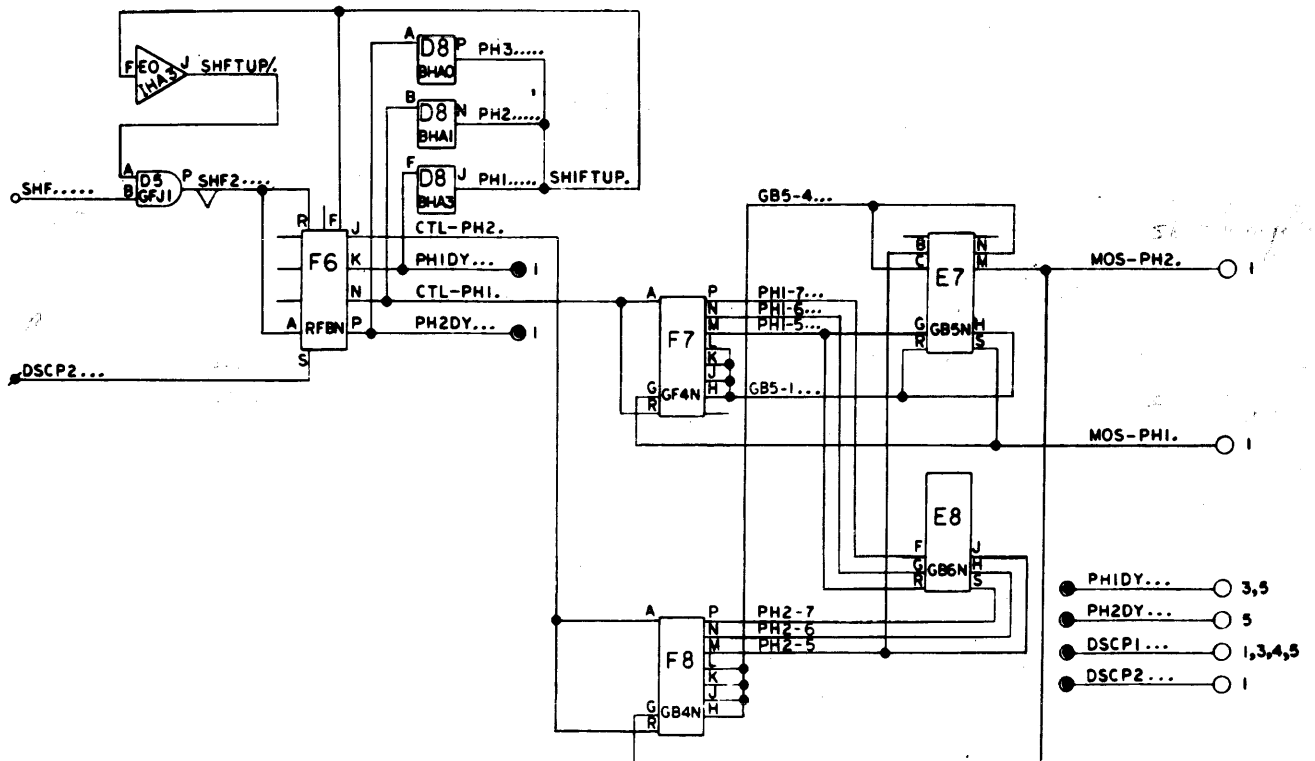 A D8 P PH3.....
BHA0
F E0 J SHFTUP/.
IHA3
B D8 N PH2.....
BHA1
A D5 P SHF2....
SHF..... B GFJ1
F D8 J PH1..... SHIFTUP.
BHA3
GB5-4...
R F J CTL-PH2.
F6 K PH1DY... 1
N CTL-PH1.
A RFBN P PH2DY... 1
S
DSCP2...
B N
C M MOS-PH2. 1
E7
G H
R GB5N S
A P PH1-7...
N PH1-6...
M PH1-5...
F7 L
K
J
G GF4N H GB5-1...
R
MOS-PH1. 1
E8
F J
G GB6N H
R S
A P PH2-7
N PH2-6
M PH2-5
F8 L
K
J
G GB4N H
R
PH1DY... 3,5
PH2DY... 5
DSCP1... 1,3,4,5
DSCP2... 1